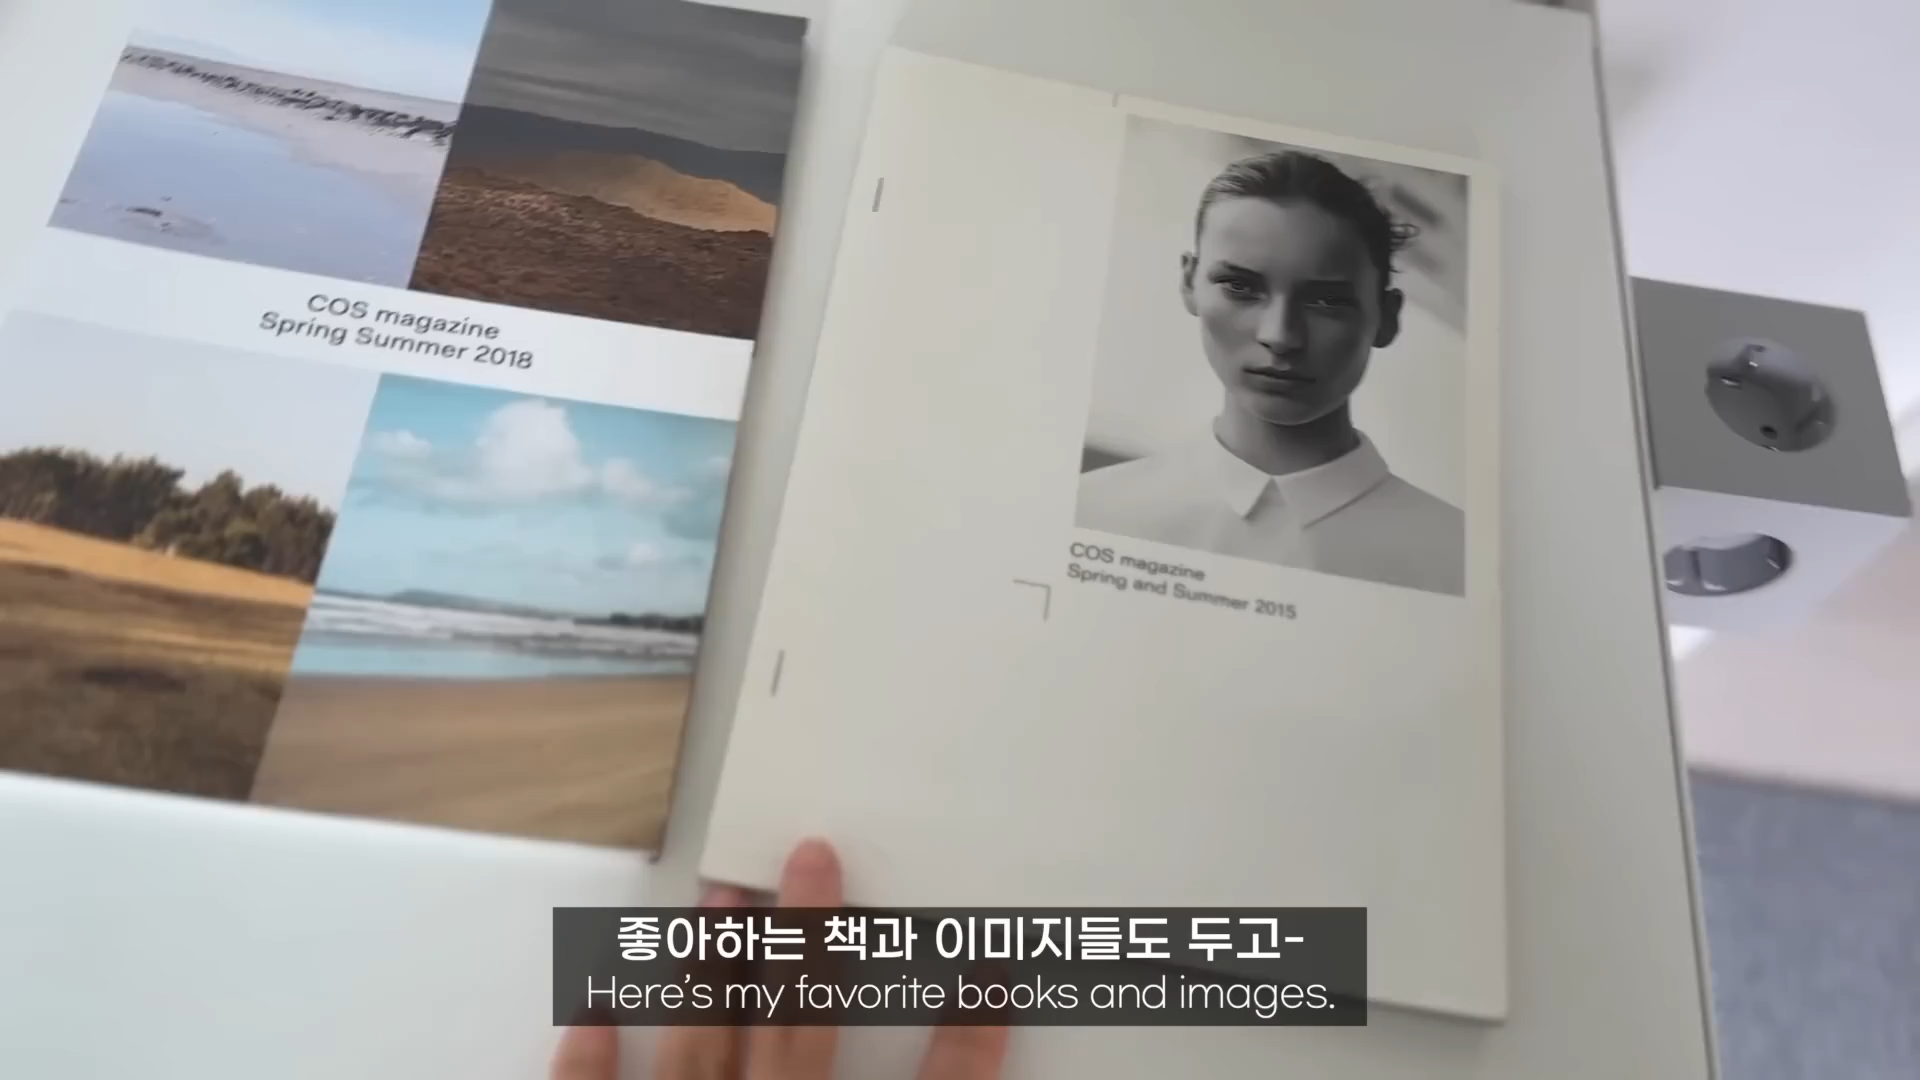 COS magazine
Spring Summer 2018
COS magazine
Spring and Summer 2015
좋아하는 책과 이미지들도 두고-
Here's my favorite books and images.